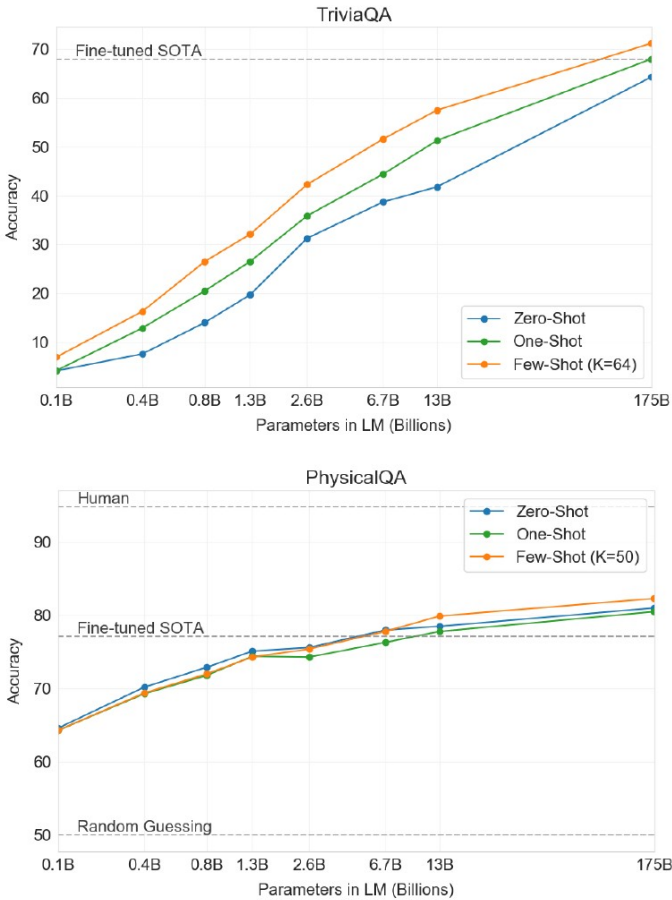 TriviaQA
70
Fine-tuned SOTA
60
50
Accuracy
40
30
20
Zero-Shot
One-Shot
10
Few-Shot (K=64)
0.1B 0.4B 0.8B 1.3B 2.6B 6.7B 13B 175B
Parameters in LM (Billions)
PhysicalQA
Human
Zero-Shot
90
One-Shot
Few-Shot (K=50)
80
Fine-tuned SOTA
Accuracy
70
60
Random Guessing
50
0.1B 0.4B 0.8B 1.3B 2.6B 6.7B 13B 175B
Parameters in LM (Billions)